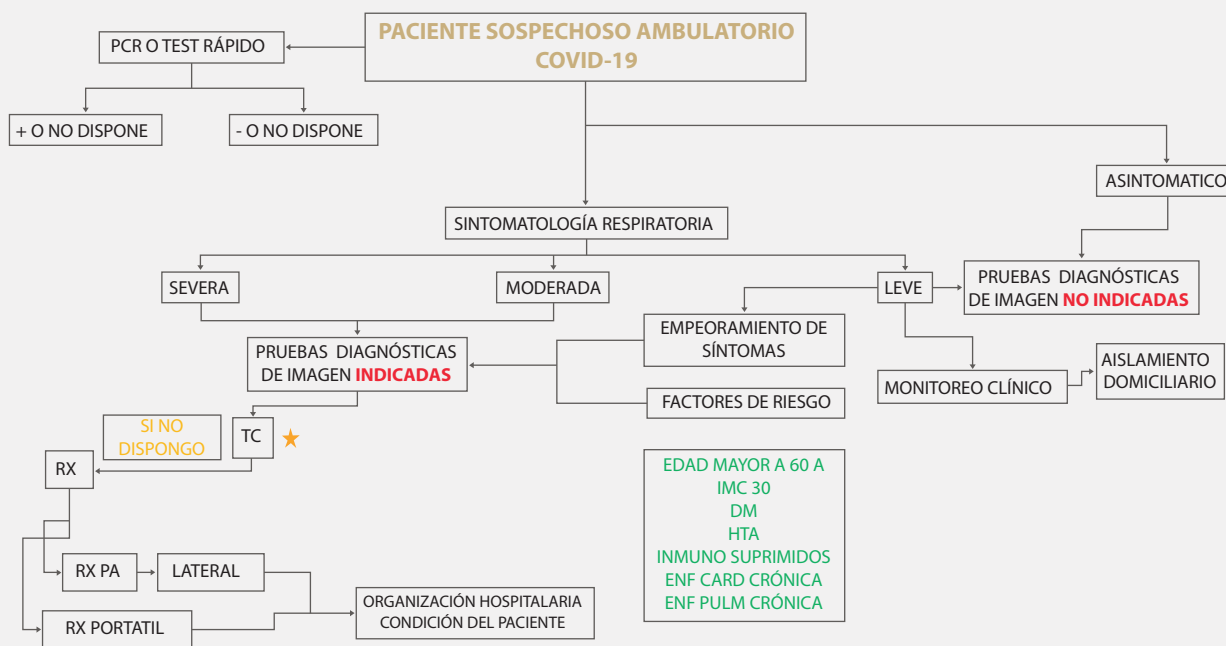 PACIENTE SOSPECHOSO AMBULATORIO
COVID-19
PCR O TEST RÁPIDO
+ O NO DISPONE
- O NO DISPONE
ASINTOMATICO
SINTOMATOLOGÍA RESPIRATORIA
SEVERA
MODERADA
LEVE
PRUEBAS DIAGNÓSTICAS
DE IMAGEN NO INDICADAS
EMPEORAMIENTO DE
SÍNTOMAS
PRUEBAS DIAGNÓSTICAS
DE IMAGEN INDICADAS
AISLAMIENTO
DOMICILIARIO
MONITOREO CLÍNICO
FACTORES DE RIESGO
SI NO
DISPONGO
TC
RX
EDAD MAYOR A 60 A
IMC 30
DM
HTA
INMUNO SUPRIMIDOS
ENF CARD CRÓNICA
ENF PULM CRÓNICA
RX PA
LATERAL
ORGANIZACIÓN HOSPITALARIA
CONDICIÓN DEL PACIENTE
RX PORTATIL